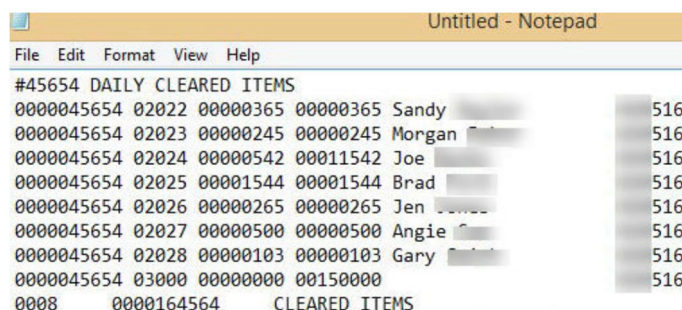 Untitled - Notepad
File Edit Format View Help
#45654 DAILY CLEARED ITEMS
0000045654 02022 00000365 00000365 Sandy 516
0000045654 02023 00000245 00000245 Morgan 516
0000045654 02024 00000542 00011542 Joe 516
0000045654 02025 00001544 00001544 Brad 516
0000045654 02026 00000265 00000265 Jen 516
0000045654 02027 00000500 00000500 Angie 516
0000045654 02028 00000103 00000103 Gary 516
0000045654 03000 00000000 00150000 516
0008 0000164564 CLEARED ITEMS